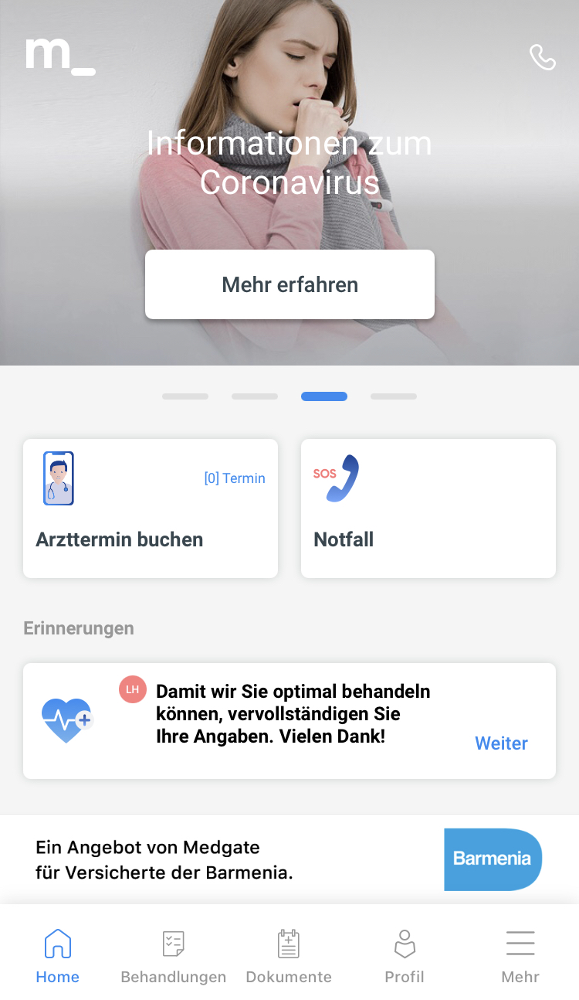 m_
Informationen zum
Coronavirus
Mehr erfahren
[0] Termin
Arzttermin buchen
SOS
Notfall
Erinnerungen
LH
Damit wir Sie optimal behandeln
können, vervollständigen Sie
Ihre Angaben. Vielen Dank!
Weiter
Ein Angebot von Medgate
für Versicherte der Barmenia.
Barmenia
Home
Behandlungen
Dokumente
Profil
Mehr